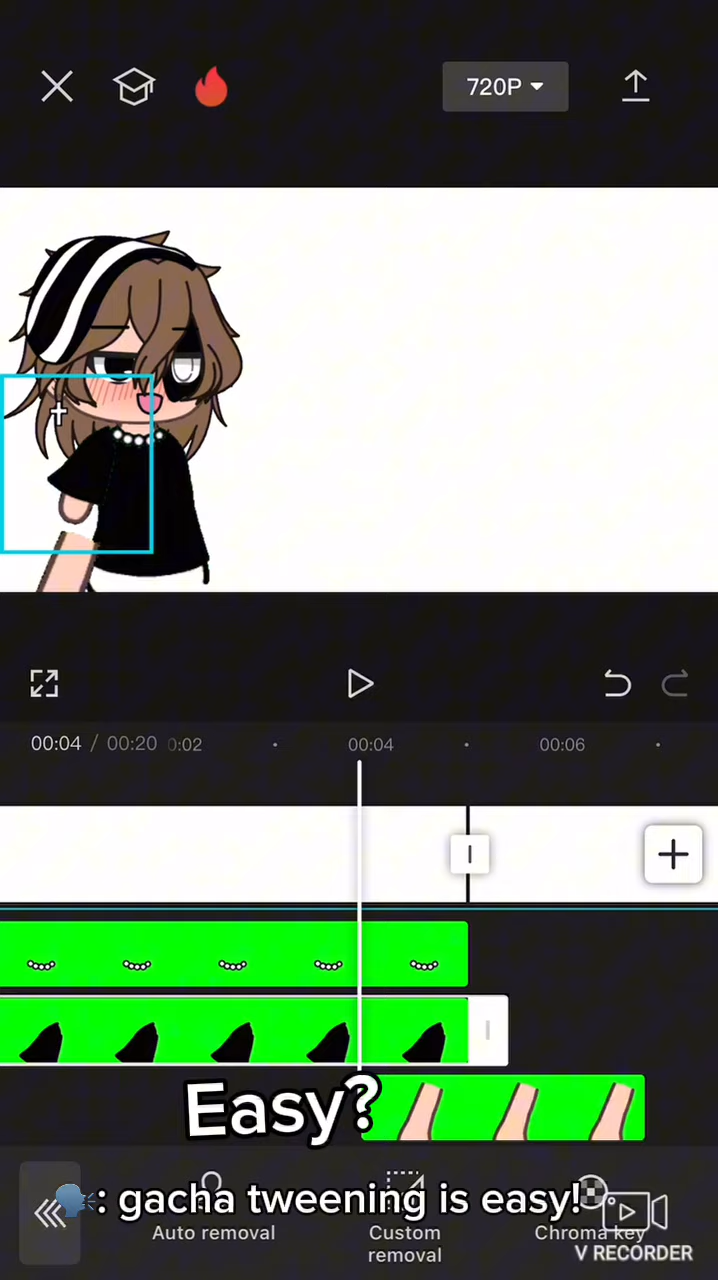 720P
00:04 / 00:20 0:02
00:04
00:06
Easy?
🗣️: gacha tweening is easy!
Auto removal
Custom
removal
Chroma key
V RECORDER